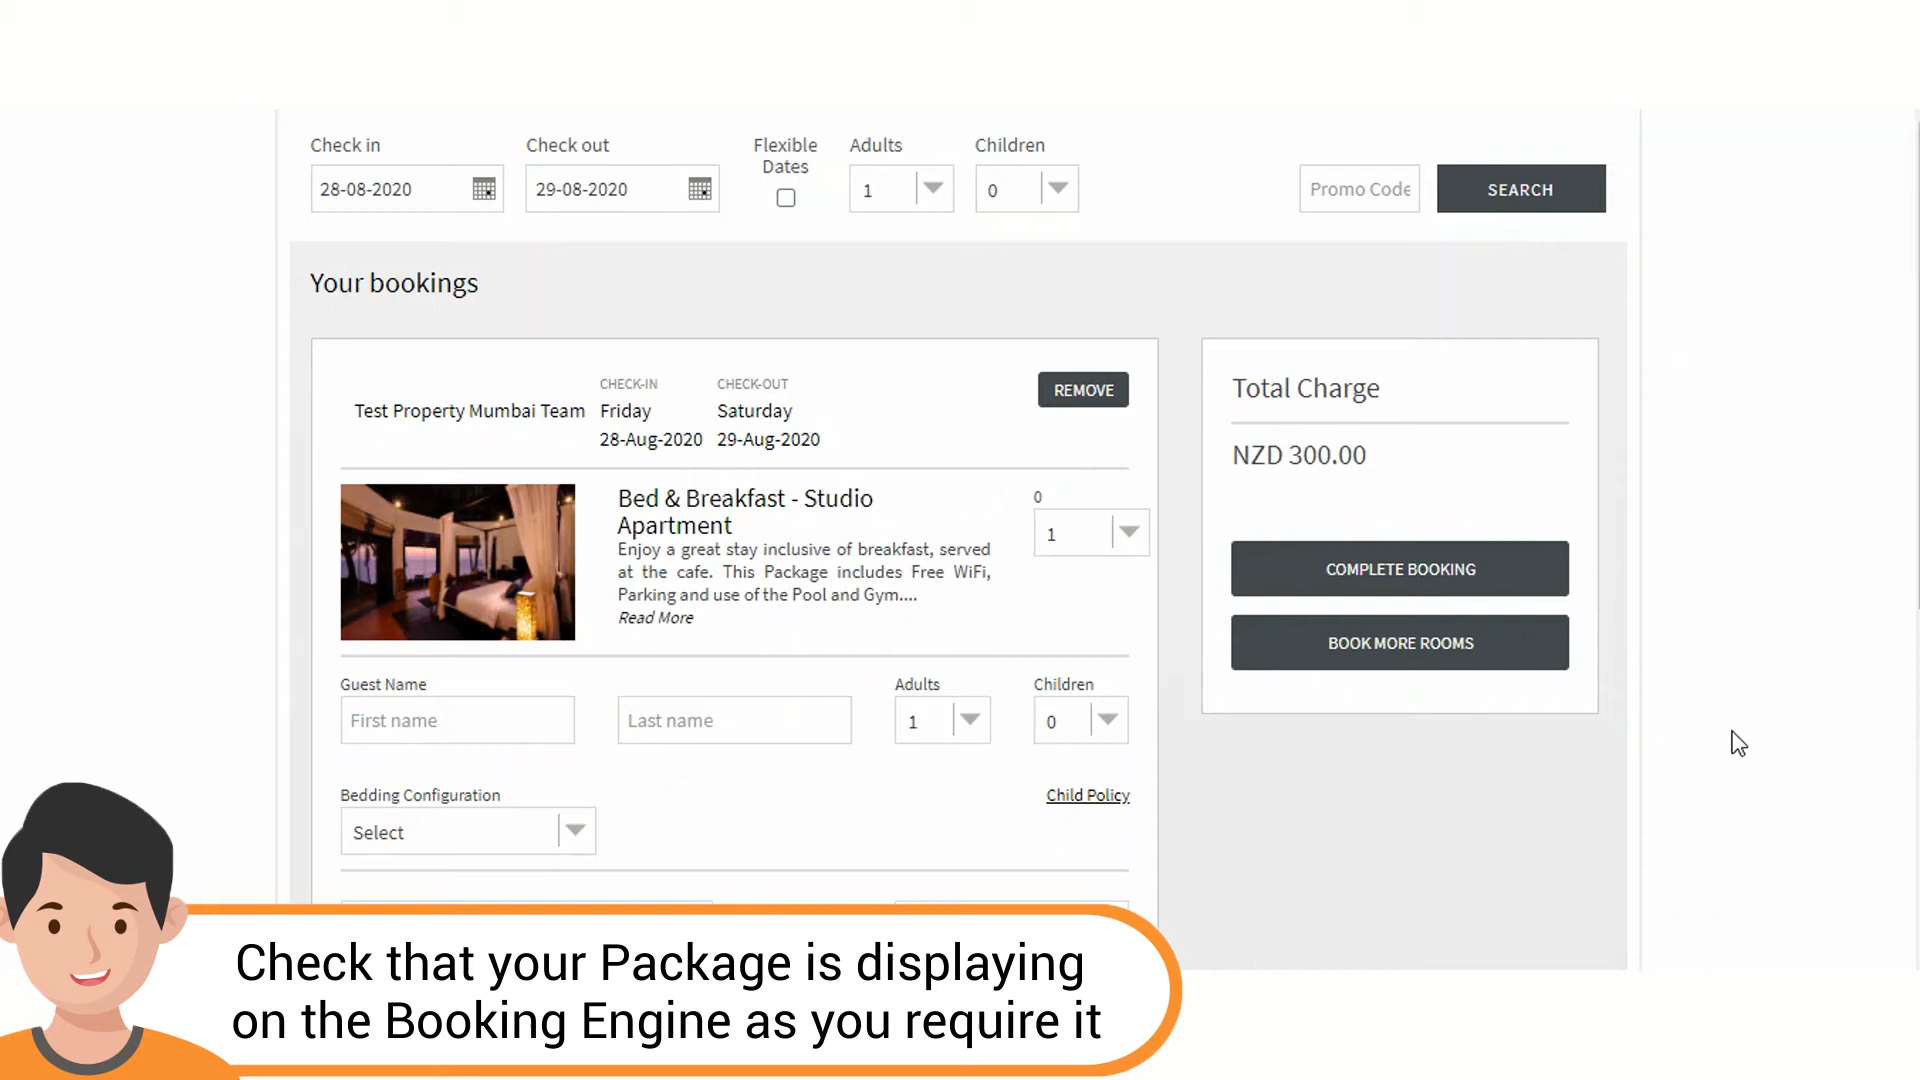 Check in
Check out
Flexible
Dates
Adults
Children
28-08-2020
29-08-2020
1
0
Promo Code
SEARCH
Your bookings
Test Property Mumbai Team
CHECK-IN
Friday
28-Aug-2020
CHECK-OUT
Saturday
29-Aug-2020
REMOVE
Bed & Breakfast - Studio
Apartment
Enjoy a great stay inclusive of breakfast, served
at the cafe. This Package includes Free WiFi,
Parking and use of the Pool and Gym....
Read More
0
1
Guest Name
First name
Last name
Adults
1
Children
0
Bedding Configuration
Select
Child Policy
Total Charge
NZD 300.00
COMPLETE BOOKING
BOOK MORE ROOMS
Check that your Package is displaying
on the Booking Engine as you require it